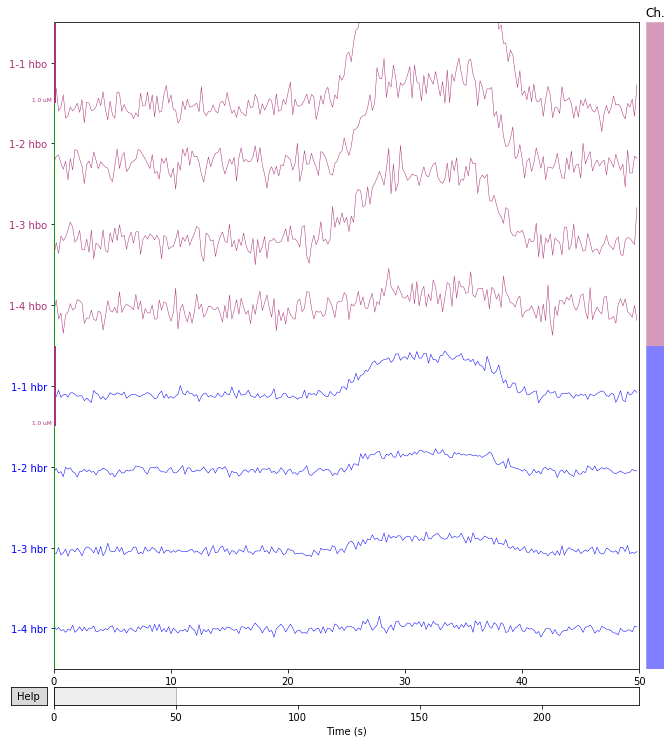 Ch.
1-1 hbo
1.0 uM
1-2 hbo
1-3 hbo
1-4 hbo
1-1 hbr
1.0 uM
1-2 hbr
1-3 hbr
1-4 hbr
0 10 20 30 40 50
Help
0 50 100 150 200
Time (s)